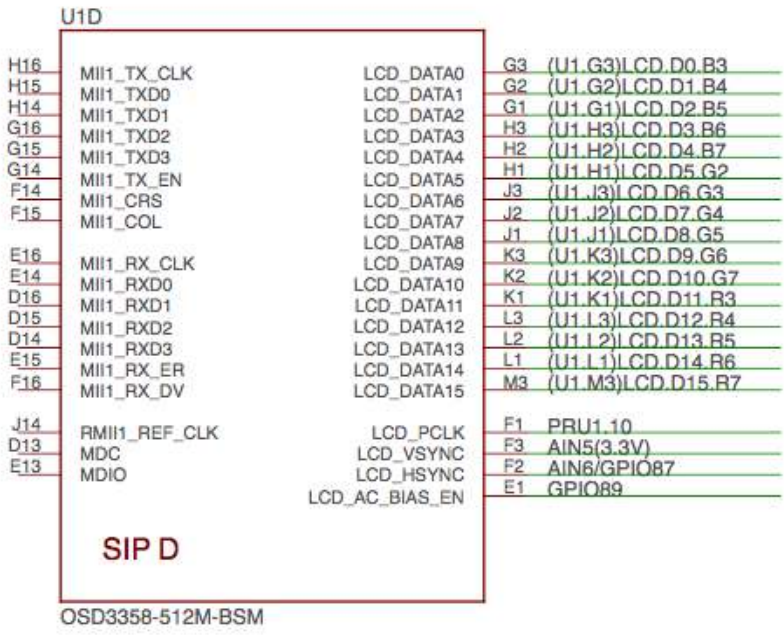 U1D
H16 MII1_TX_CLK LCD_DATA0 G3 (U1.G3)LCD.D0.B3
H15 MII1_TXD0 LCD_DATA1 G2 (U1.G2)LCD.D1.B4
H14 MII1_TXD1 LCD_DATA2 G1 (U1.G1)LCD.D2.B5
G16 MII1_TXD2 LCD_DATA3 H3 (U1.H3)LCD.D3.B6
G15 MII1_TXD3 LCD_DATA4 H2 (U1.H2)LCD.D4.B7
G14 MII1_TX_EN LCD_DATA5 H1 (U1.H1)LCD.D5.G2
F14 MII1_CRS LCD_DATA6 J3 (U1.J3)LCD.D6.G3
F15 MII1_COL LCD_DATA7 J2 (U1.J2)LCD.D7.G4
LCD_DATA8 J1 (U1.J1)LCD.D8.G5
E16 MII1_RX_CLK LCD_DATA9 K3 (U1.K3)LCD.D9.G6
E14 MII1_RXD0 LCD_DATA10 K2 (U1.K2)LCD.D10.G7
D16 MII1_RXD1 LCD_DATA11 K1 (U1.K1)LCD.D11.R3
D15 MII1_RXD2 LCD_DATA12 L3 (U1.L3)LCD.D12.R4
D14 MII1_RXD3 LCD_DATA13 L2 (U1.L2)LCD.D13.R5
E15 MII1_RX_ER LCD_DATA14 L1 (U1.L1)LCD.D14.R6
F16 MII1_RX_DV LCD_DATA15 M3 (U1.M3)LCD.D15.R7
J14 RMII1_REF_CLK LCD_PCLK F1 PRU1.10
D13 MDC LCD_VSYNC F3 AIN5(3.3V)
E13 MDIO LCD_HSYNC F2 AIN6/GPIO87
LCD_AC_BIAS_EN E1 GPIO89
SIP D
OSD3358-512M-BSM